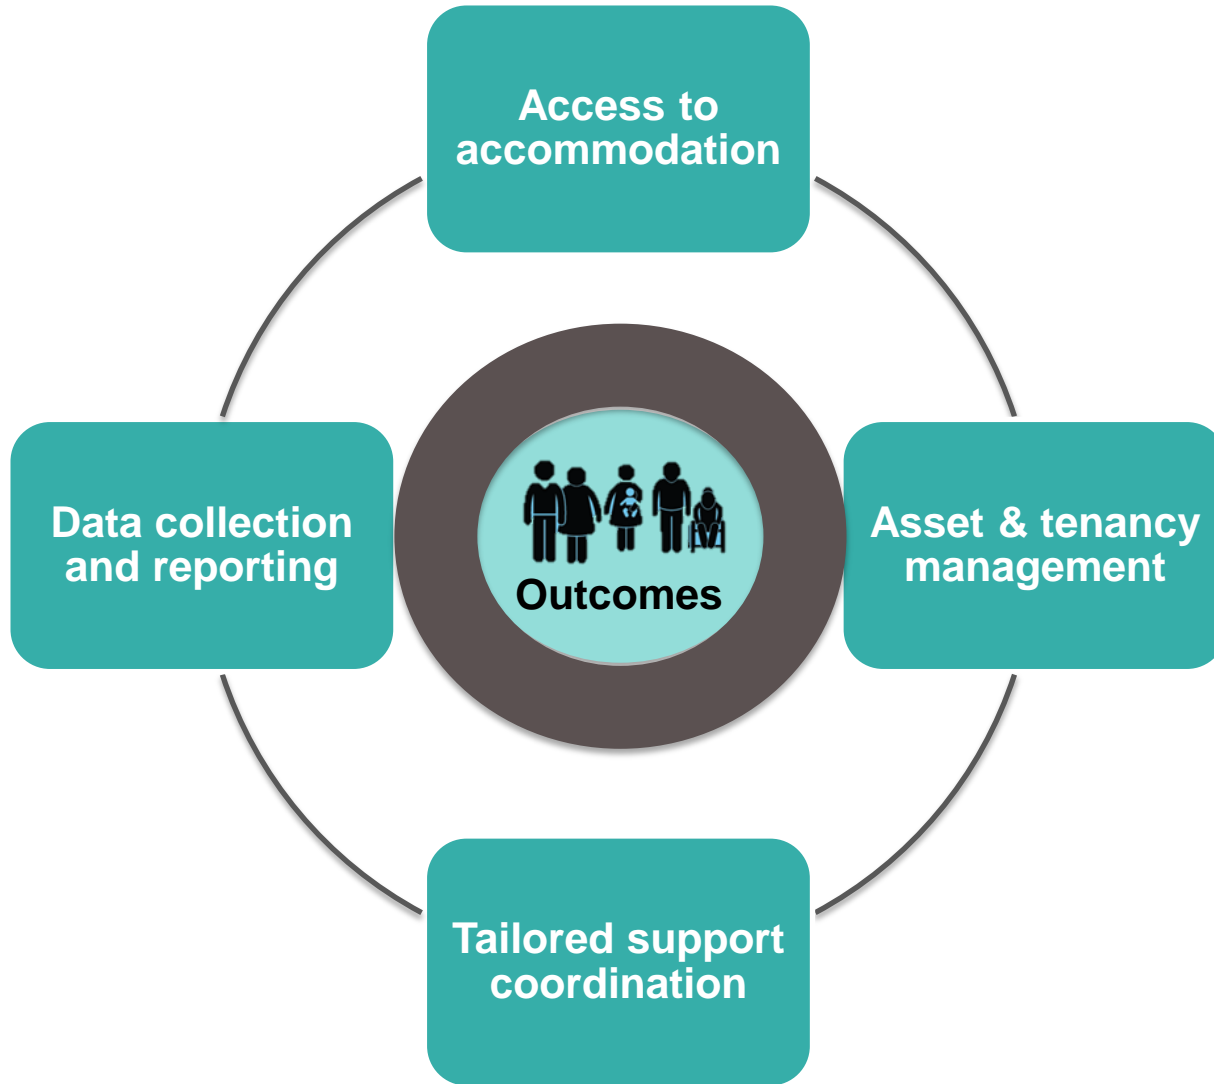 Access to
accommodation
Data collection
and reporting
Outcomes
Asset & tenancy
management
Tailored support
coordination